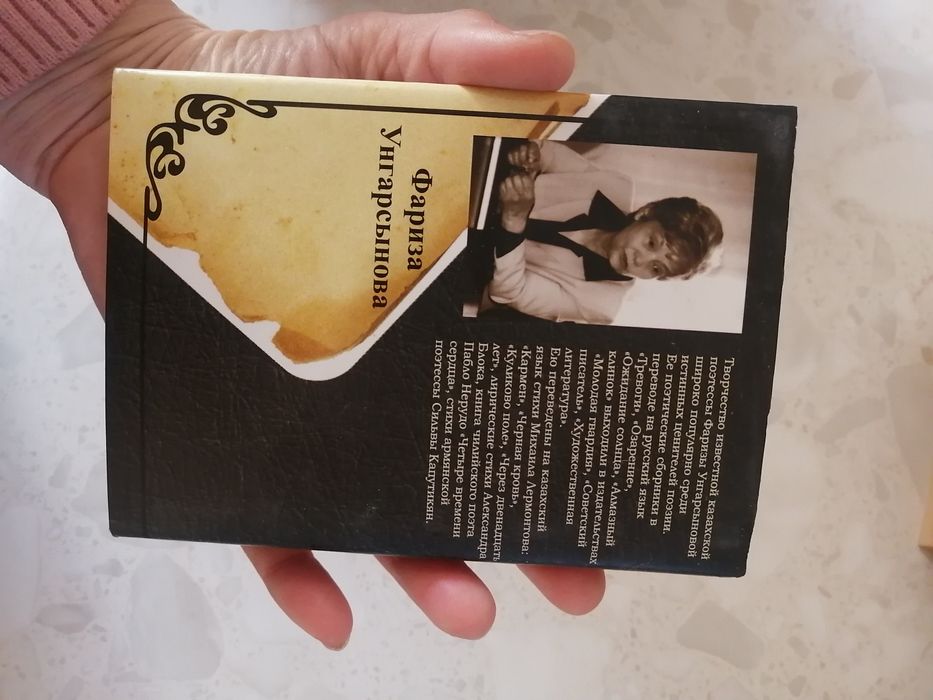 Творчество известной казахской
поэтессы Фаризы Унгарсыновой
широко популярно среди
истинных ценителей поэзии.
Ее поэтические сборники в
переводе на русский язык
«Тревоги», «Озарение»,
«Ожидание солнца», «Алмазный
клинок» выходили в издательствах
«Молодая гвардия», «Советский
писатель», «Художественная
литература».
Ею переведены на казахский
язык стихи Михаила Лермонтова:
«Кармен», «Черная кровь»,
«Куликово поле», «Через двенадцать
лет», лирические стихи Александра
Блока, книга чилийского поэта
Пабло Нерудо «Четыре времени
сердца», стихи армянской
поэтессы Сильвы Капутикян.
Фариза
Унгарсынова